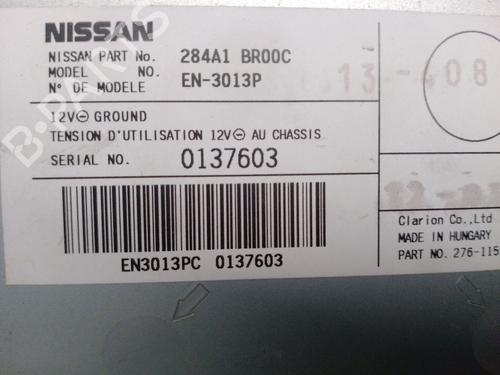 NISSAN
NISSAN PART No. 284A1 BR00C
MODEL NO. EN-3013P
N° DE MODELE
12V⊖ GROUND
TENSION D'UTILISATION 12V⊖ AU CHASSIS
SERIAL NO. 0137603
EN3013PC 0137603
Clarion Co.,Ltd
MADE IN HUNGARY
PART NO. 276-115
B-PARTS